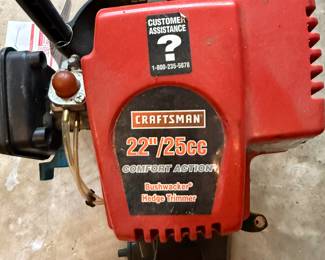 CUSTOMER
ASSISTANCE
?
1-800-235-5878
CRAFTSMAN
22"/25cc
COMFORT ACTION
Bushwacker®
Hedge Trimmer